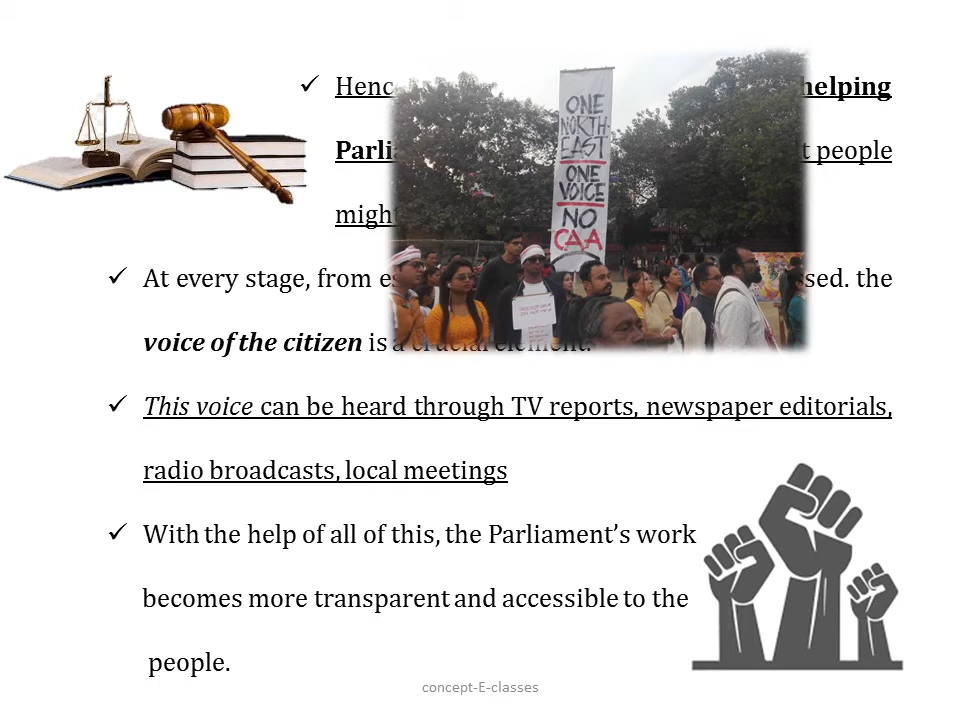 ✓ Henc helping
Parli t people
might
✓ At every stage, from e sed. the
voice of the citizen is a crucial element.
✓ This voice can be heard through TV reports, newspaper editorials,
radio broadcasts, local meetings
✓ With the help of all of this, the Parliament’s work
becomes more transparent and accessible to the
people.
ONE
NORTH-
EAST
ONE
VOICE
NO
CAA
concept-E-classes